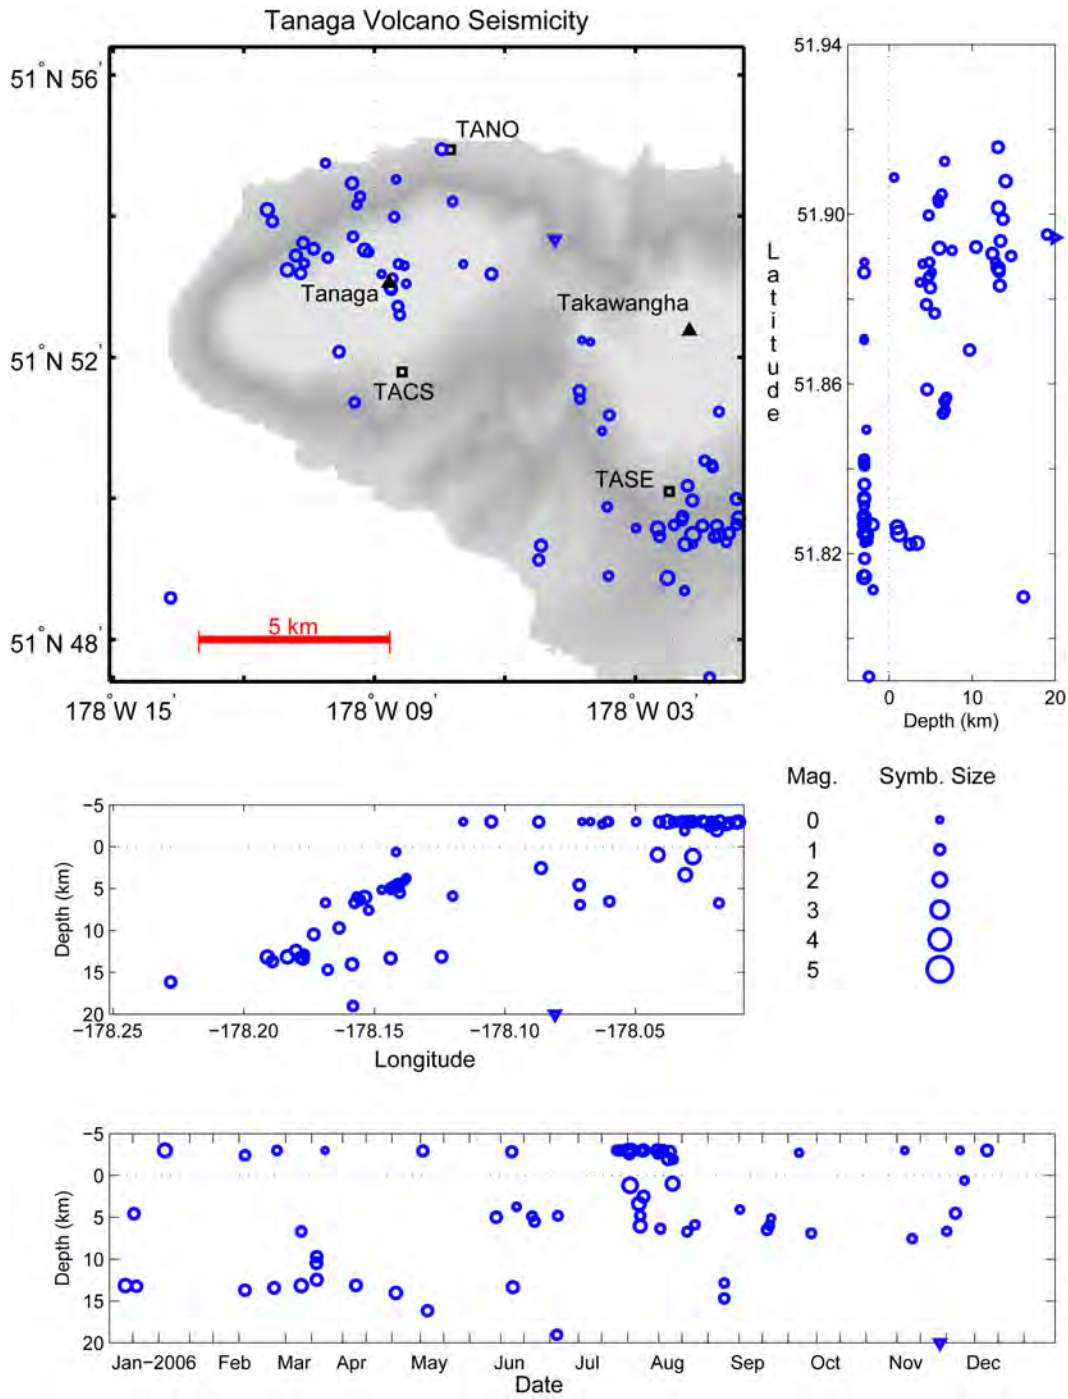 Tanaga Volcano Seismicity
51°N 56'
51°N 52'
51°N 48'
178°W 15'
178°W 09'
178°W 03'
TANO
Tanaga
Takawangha
TACS
TASE
5 km
51.94
51.90
51.86
51.82
Latitude
0
10
20
Depth (km)
Mag.
Symb. Size
0
1
2
3
4
5
−5
0
5
10
15
20
Depth (km)
−178.25
−178.20
−178.15
−178.10
−178.05
Longitude
−5
0
5
10
15
20
Depth (km)
Jan−2006
Feb
Mar
Apr
May
Jun
Jul
Aug
Sep
Oct
Nov
Dec
Date